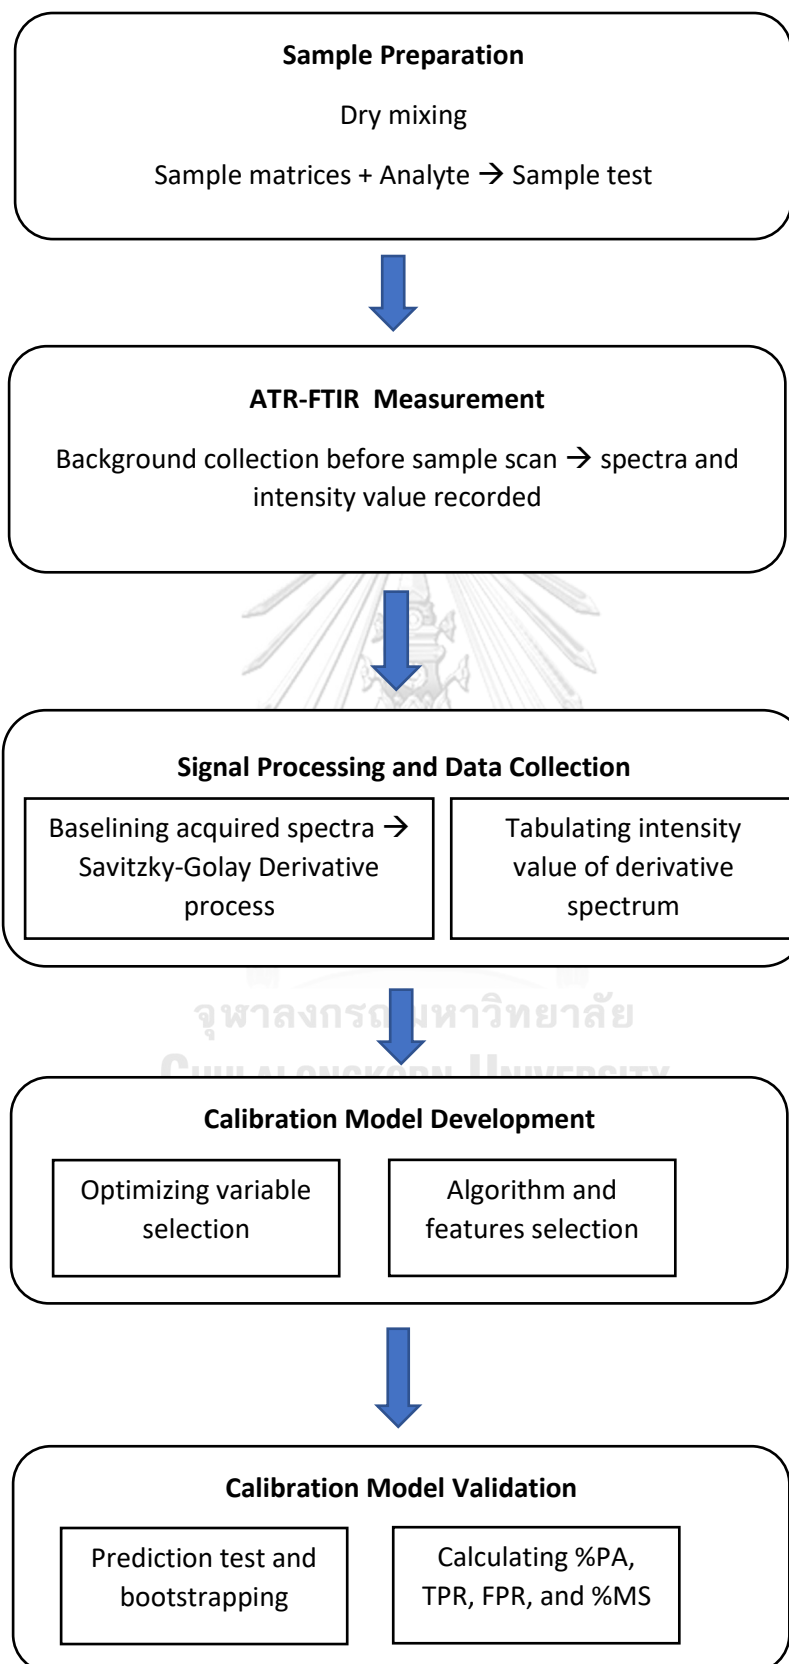 Sample Preparation
Dry mixing
Sample matrices + Analyte → Sample test
ATR-FTIR Measurement
Background collection before sample scan → spectra and
intensity value recorded
Signal Processing and Data Collection
Baselining acquired spectra →
Savitzky-Golay Derivative
process
Tabulating intensity
value of derivative
spectrum
จุฬาลงกรณ์มหาวิทยาลัย
CHULALONGKORN UNIVERSITY
Calibration Model Development
Optimizing variable
selection
Algorithm and
features selection
Calibration Model Validation
Prediction test and
bootstrapping
Calculating %PA,
TPR, FPR, and %MS